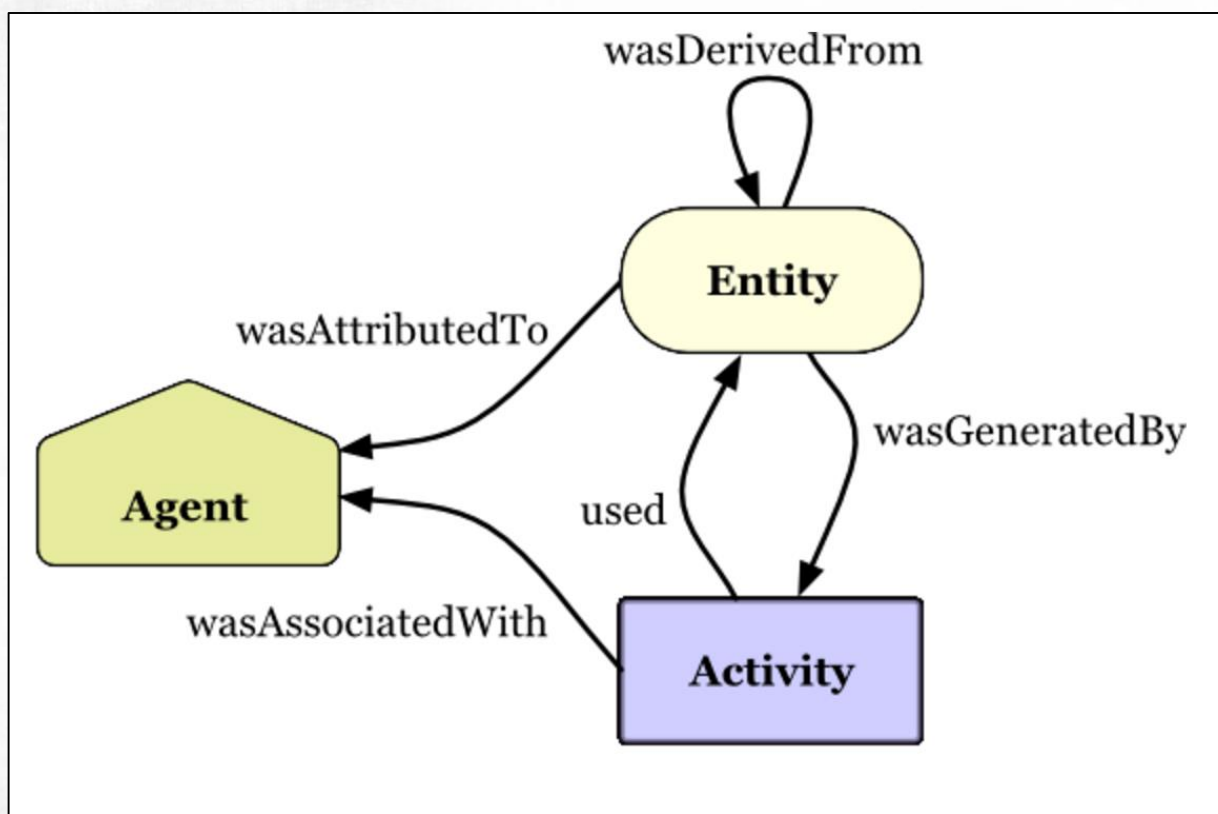 wasDerivedFrom
Entity
wasAttributedTo
wasGeneratedBy
Agent
used
wasAssociatedWith
Activity